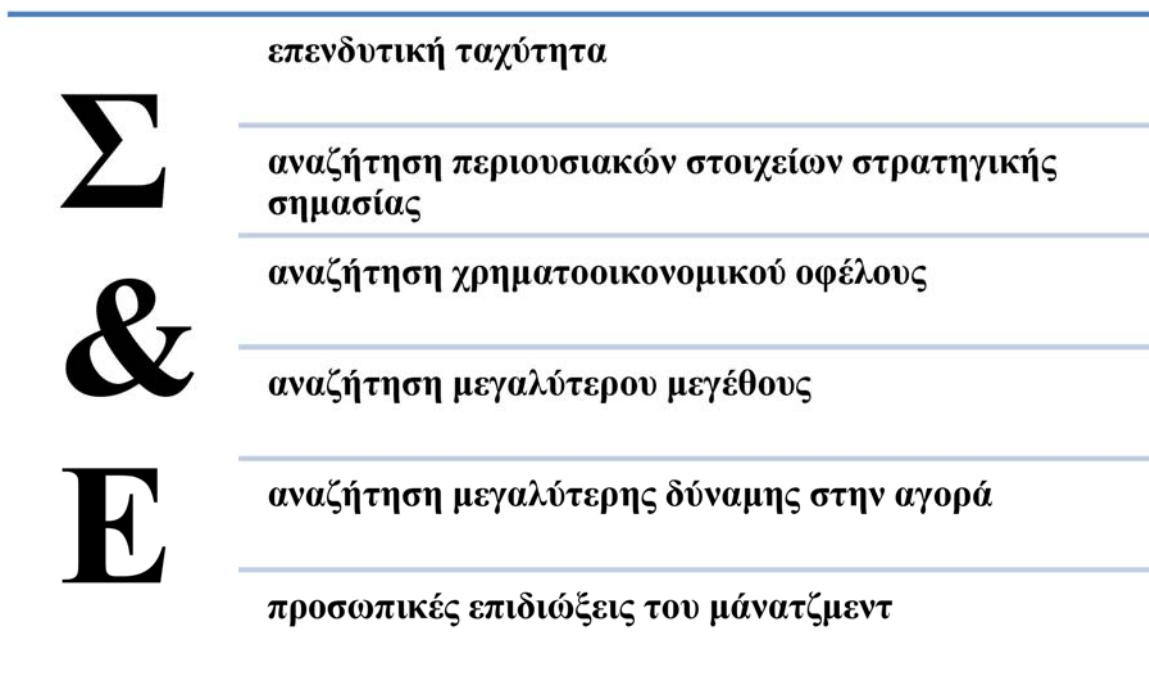 Σ
&
Ε
επενδυτική ταχύτητα
αναζήτηση περιουσιακών στοιχείων στρατηγικής
σημασίας
αναζήτηση χρηματοοικονομικού οφέλους
αναζήτηση μεγαλύτερου μεγέθους
αναζήτηση μεγαλύτερης δύναμης στην αγορά
προσωπικές επιδιώξεις του μάνατζμεντ